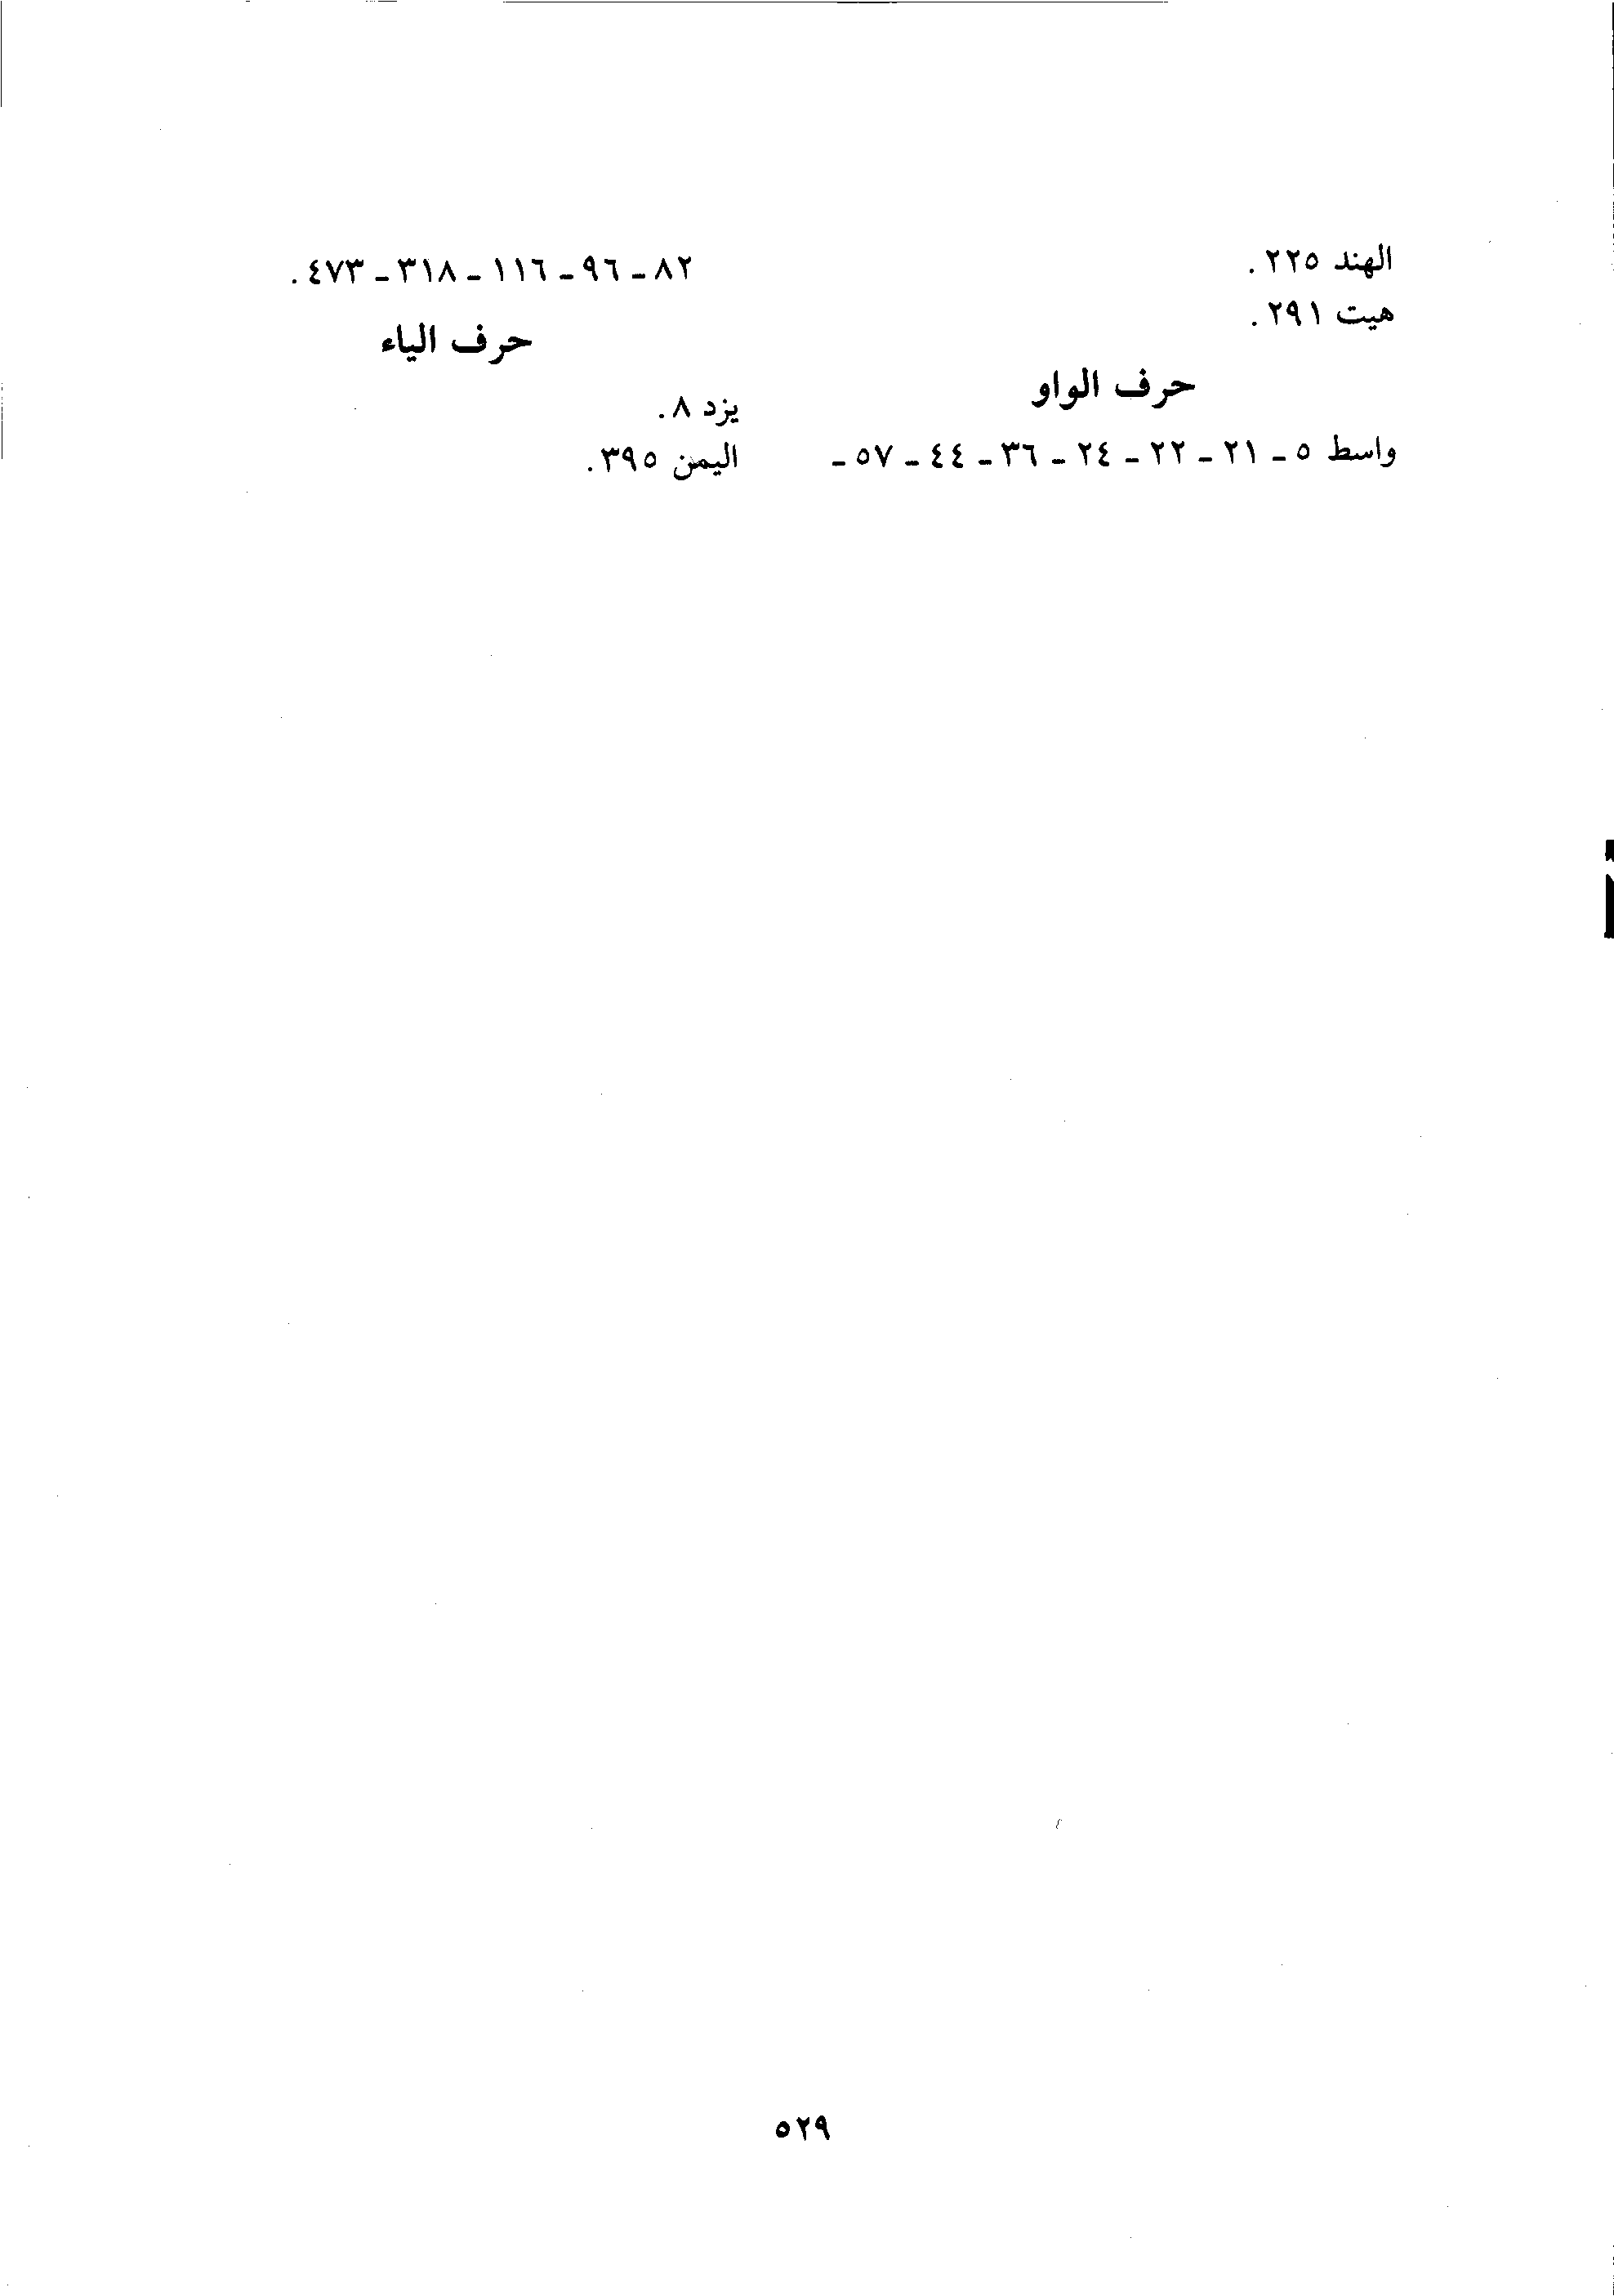 الهند ٢٢٥.
هيت ٢٩١.
حرف الواو
واسط ٥ - ٢١ - ٢٢ - ٢٤ - ٣٦ - ٤٤ - ٥٧ -
٨٢ - ٩٦ - ١١٦ - ٣١٨ - ٤٧٣.
حرف الياء
يزد ٨.
اليمن ٣٩٥.
٥٢٩